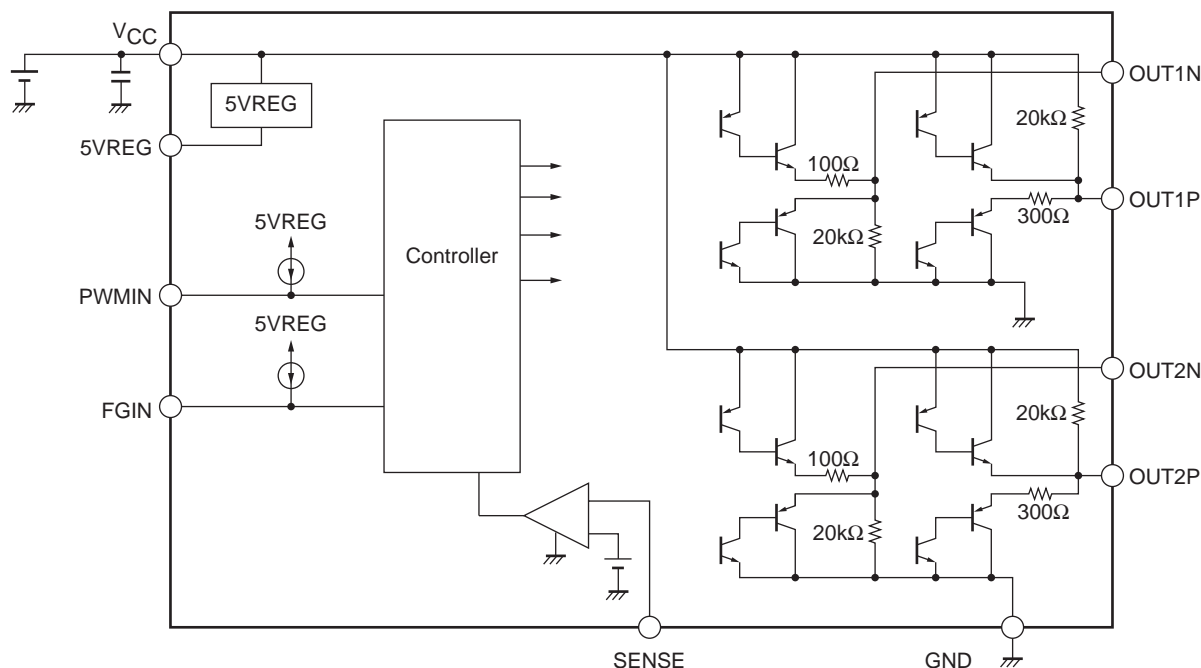 VCC
OUT1N
5VREG
20kΩ
5VREG
100Ω
OUT1P
300Ω
5VREG
20kΩ
Controller
PWMIN
5VREG
OUT2N
FGIN
20kΩ
100Ω
OUT2P
300Ω
20kΩ
SENSE
GND